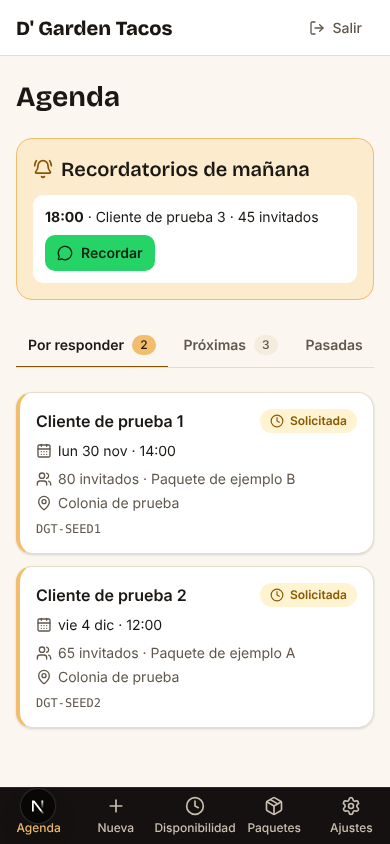 D' Garden Tacos
Salir
Agenda
Recordatorios de mañana
18:00 · Cliente de prueba 3 · 45 invitados
Recordar
Por responder 2 Próximas 3 Pasadas
Cliente de prueba 1 Solicitada
lun 30 nov · 14:00
80 invitados · Paquete de ejemplo B
Colonia de prueba
DGT-SEED1
Cliente de prueba 2 Solicitada
vie 4 dic · 12:00
65 invitados · Paquete de ejemplo A
Colonia de prueba
DGT-SEED2
N
Agenda Nueva Disponibilidad Paquetes Ajustes